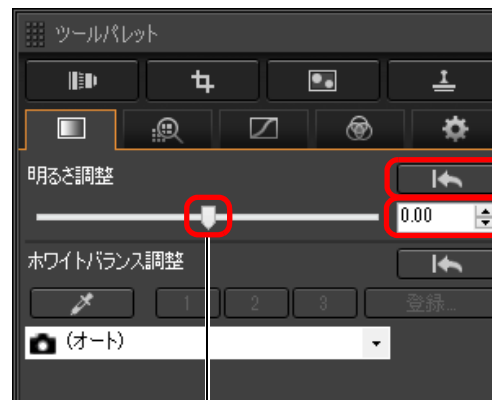 ツールパレット
明るさ調整
0.00
ホワイトバランス調整
1 2 3 登録...
(オート)